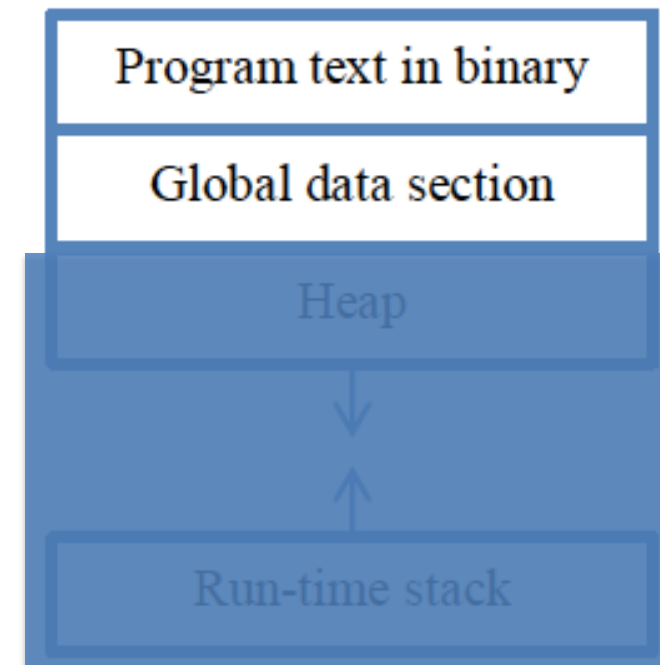 Program text in binary
Global data section
Heap
Run-time stack